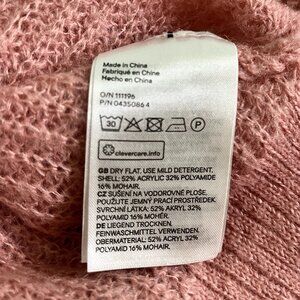 Made in China
Fabriqué en Chine
Hecho en China
O/N 111196
P/N 04350864
30
P
clevercare.info
GB DRY FLAT. USE MILD DETERGENT.
SHELL: 52% ACRYLIC 32% POLYAMIDE
16% MOHAIR.
CZ SUŠENÍ NA VODOROVNÉ PLOŠE.
POUŽÍTE JEMNÝ PRACÍ PROSTŘEDEK.
SVRCHNÍ LÁTKA: 52% AKRYL 32%
POLYAMID 16% MOHÉR.
DE LIEGEND TROCKNEN.
FEINWASCHMITTEL VERWENDEN.
OBERMATERIAL: 52% ACRYL 32%
POLYAMID 16% MOHAIR.